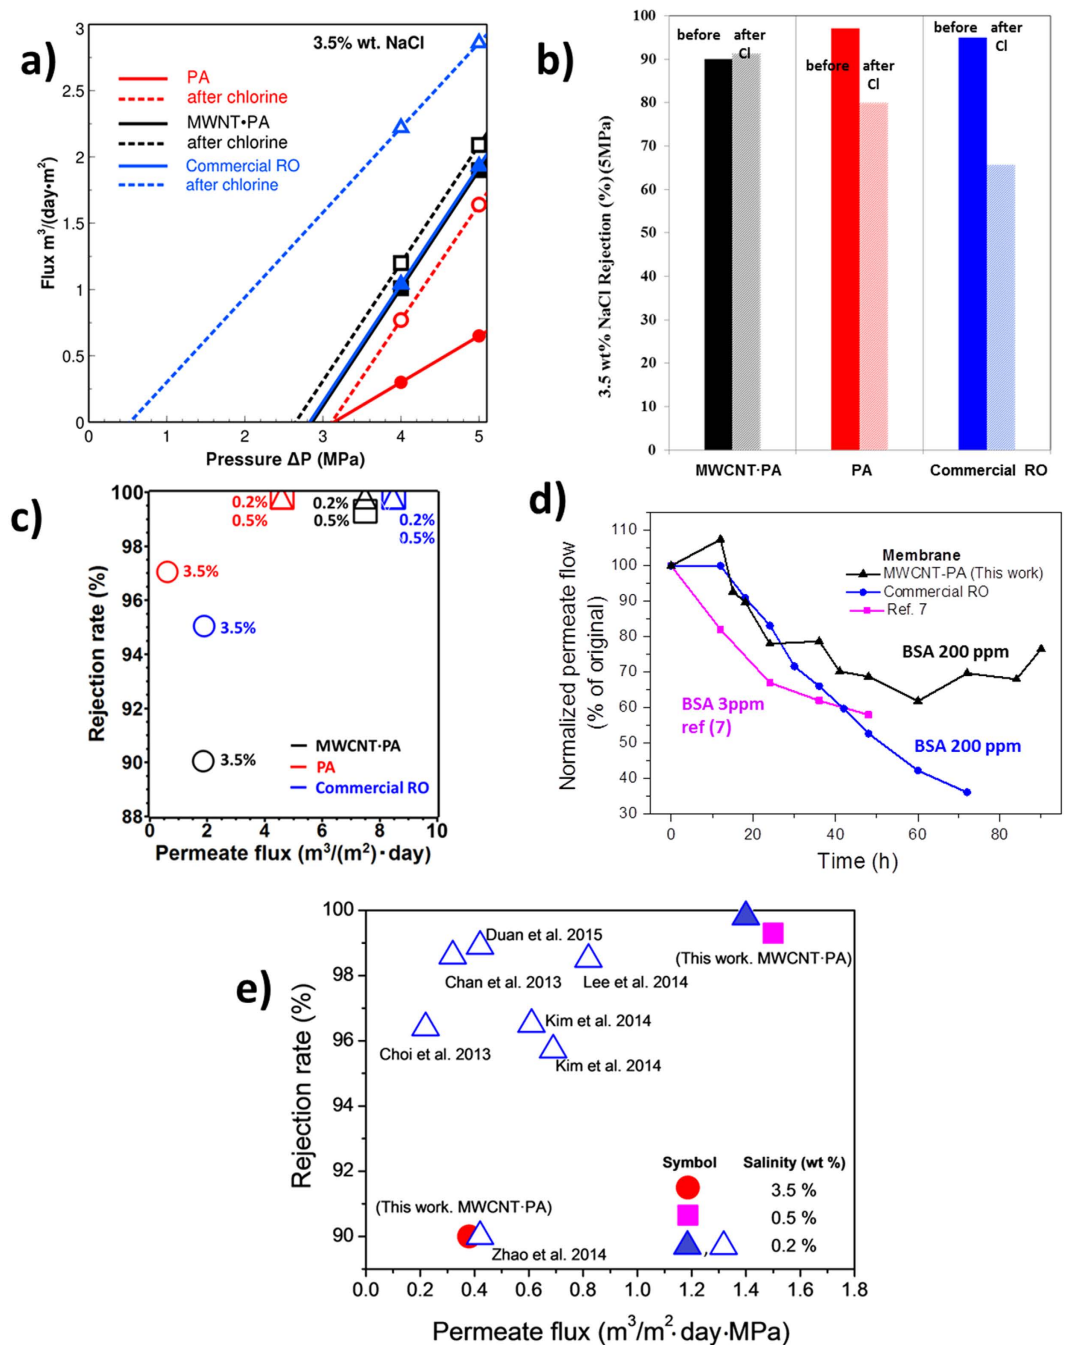 a)
3.5% wt. NaCl
PA
after chlorine
MWNT•PA
after chlorine
Commercial RO
after chlorine
Flux m³/(day•m²)
3
2.5
2
1.5
1
0.5
0
0 1 2 3 4 5
Pressure ΔP (MPa)
b)
3.5 wt% NaCl Rejection (%) (5MPa)
100
90
80
70
60
50
40
30
20
10
0
before after
Cl
before after
Cl
before after
Cl
MWCNT·PA PA Commercial RO
c)
Rejection rate (%)
100
98
96
94
92
90
88
0.2%
0.5%
0.2%
0.5%
0.2%
0.5%
3.5%
3.5%
3.5%
MWCNT·PA
PA
Commercial RO
0 2 4 6 8 10
Permeate flux (m³/(m²)·day)
d)
Normalized permeate flow
(% of original)
110
100
90
80
70
60
50
40
30
Membrane
MWCNT-PA (This work)
Commercial RO
Ref. 7
BSA 200 ppm
BSA 3ppm
ref (7)
BSA 200 ppm
0 20 40 60 80
Time (h)
e)
Rejection rate (%)
100
98
96
94
92
90
Duan et al. 2015
Chan et al. 2013
Lee et al. 2014
(This work. MWCNT·PA)
Choi et al. 2013
Kim et al. 2014
Kim et al. 2014
(This work. MWCNT·PA)
Zhao et al. 2014
Symbol Salinity (wt %)
3.5 %
0.5 %
, 0.2 %
0.0 0.2 0.4 0.6 0.8 1.0 1.2 1.4 1.6 1.8
Permeate flux (m³/m²·day·MPa)